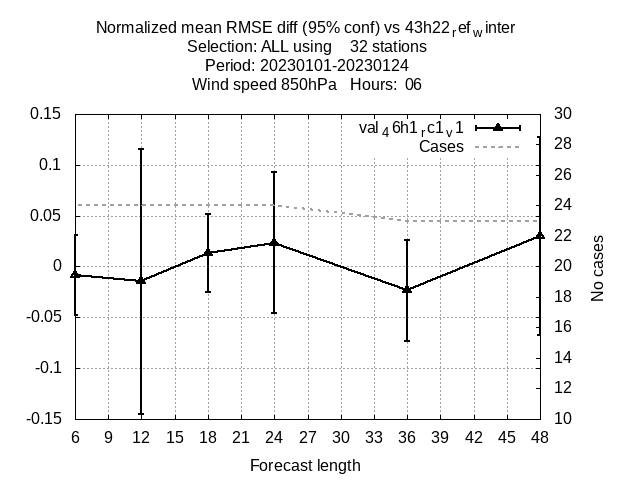 Normalized mean RMSE diff (95% conf) vs 43h22refwinter
Selection: ALL using 32 stations
Period: 20230101-20230124
Wind speed 850hPa Hours: 06
val46h1rc1v1
Cases
0.15
0.1
0.05
0
-0.05
-0.1
-0.15
30
28
26
24
22
20
18
16
14
12
10
No cases
6 9 12 15 18 21 24 27 30 33 36 39 42 45 48
Forecast length